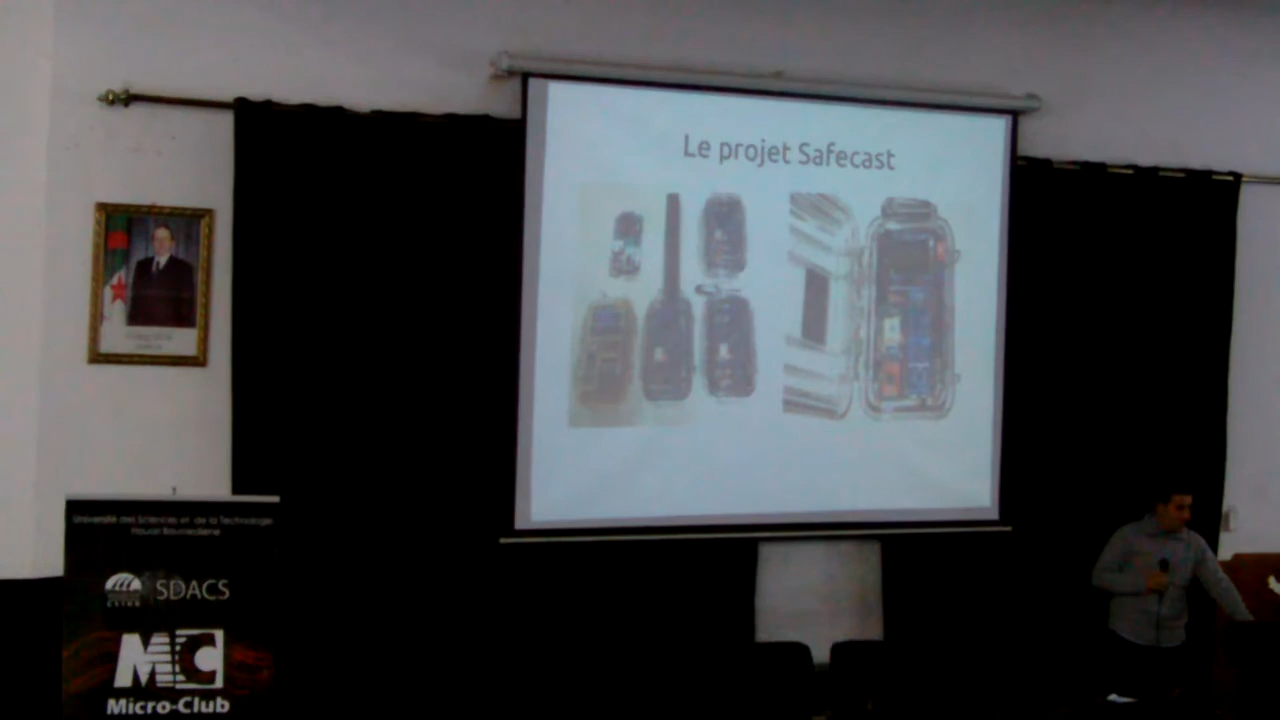 Le projet Safecast
Université des Sciences et de la Technologie
Houari Boumediene
SDACS
MC
Micro-Club